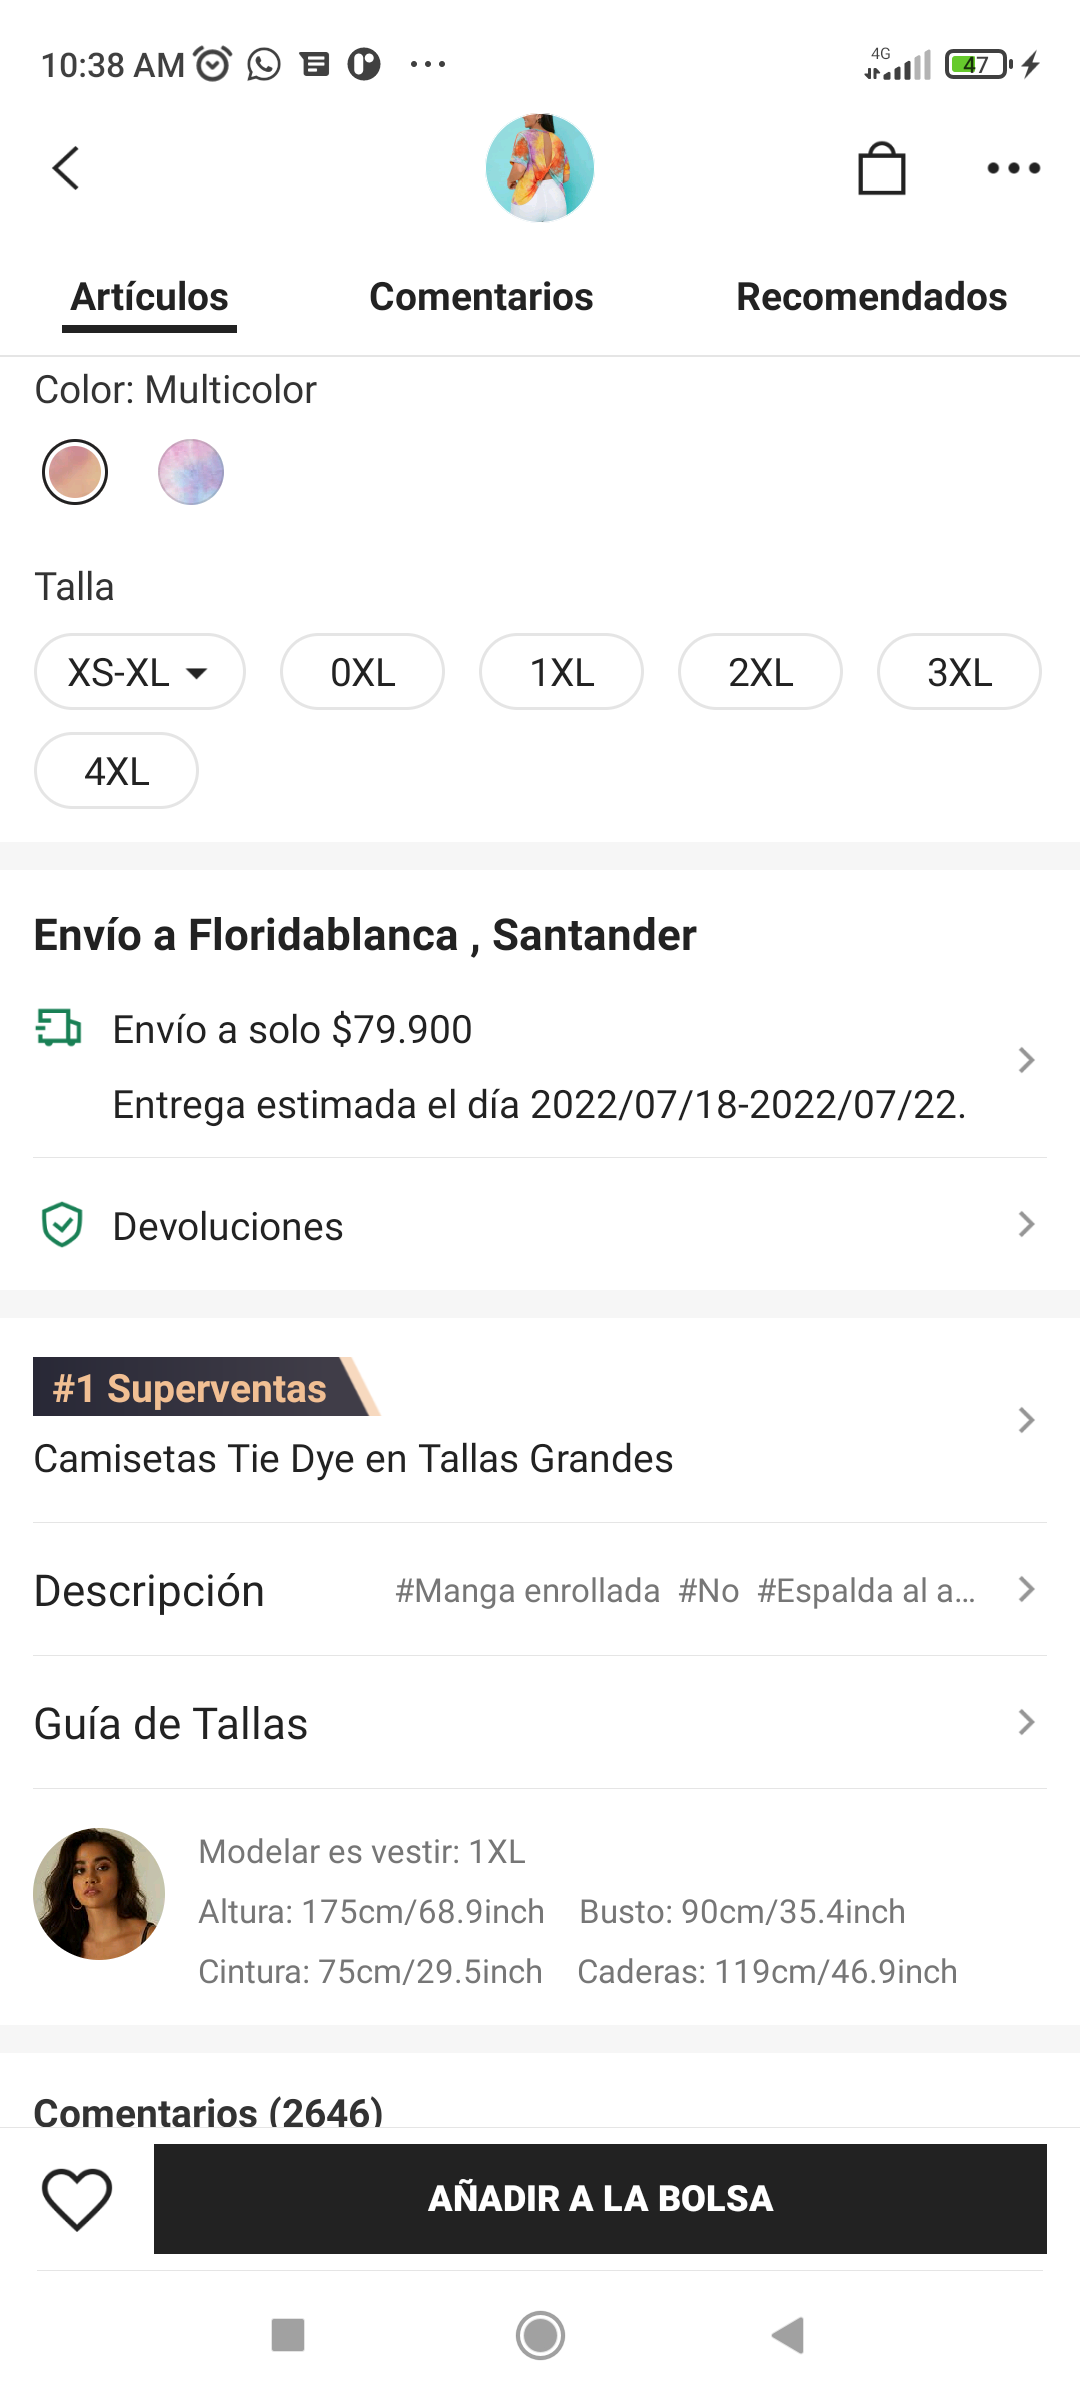 10:38 AM
4G
47
Artículos
Comentarios
Recomendados
Color: Multicolor
Talla
XS-XL
0XL
1XL
2XL
3XL
4XL
Envío a Floridablanca , Santander
Envío a solo $79.900
Entrega estimada el día 2022/07/18-2022/07/22.
Devoluciones
#1 Superventas
Camisetas Tie Dye en Tallas Grandes
Descripción
#Manga enrollada #No #Espalda al a...
Guía de Tallas
Modelar es vestir: 1XL
Altura: 175cm/68.9inch Busto: 90cm/35.4inch
Cintura: 75cm/29.5inch Caderas: 119cm/46.9inch
Comentarios (2646)
AÑADIR A LA BOLSA